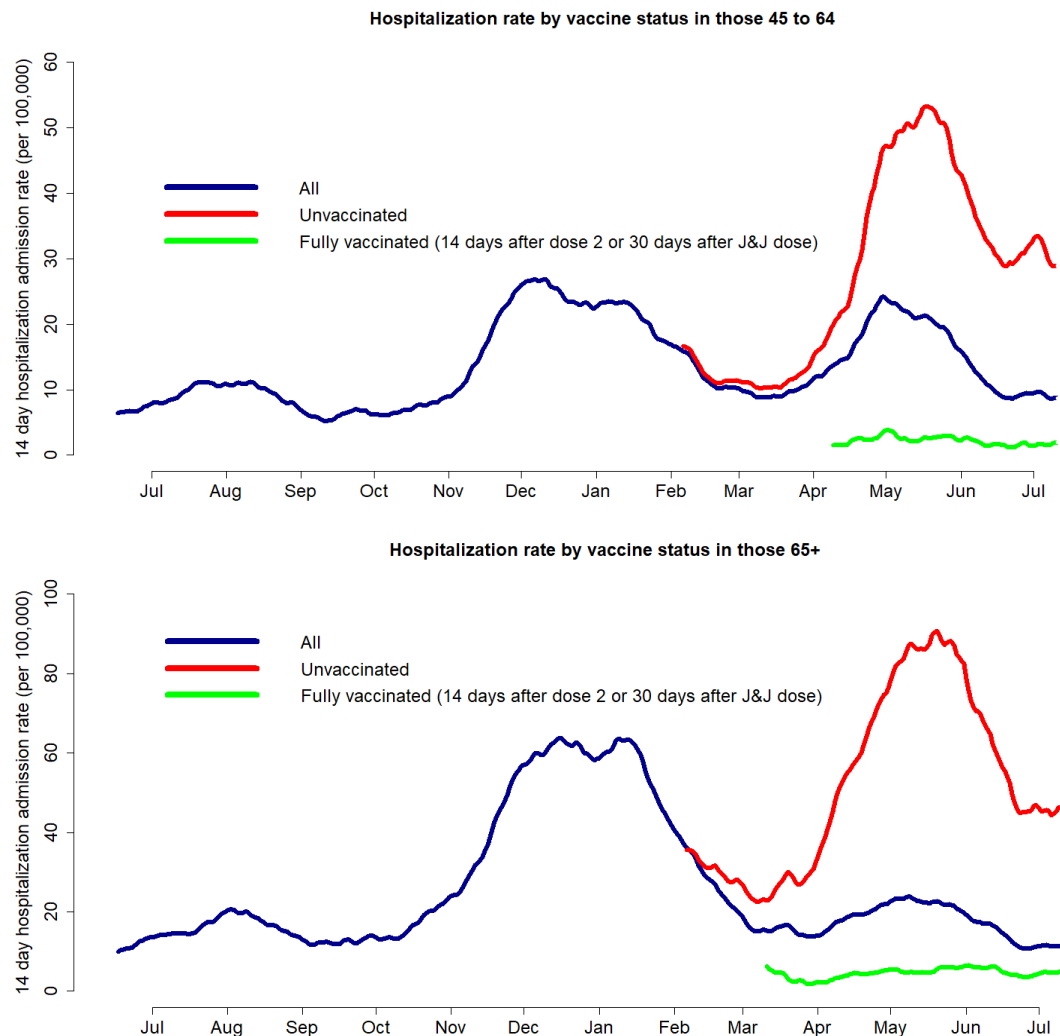 Hospitalization rate by vaccine status in those 45 to 64
14 day hospitalization admission rate (per 100,000)
60
50
40
30
20
10
0
All
Unvaccinated
Fully vaccinated (14 days after dose 2 or 30 days after J&J dose)
Jul Aug Sep Oct Nov Dec Jan Feb Mar Apr May Jun Jul
Hospitalization rate by vaccine status in those 65+
14 day hospitalization admission rate (per 100,000)
100
80
60
40
20
0
All
Unvaccinated
Fully vaccinated (14 days after dose 2 or 30 days after J&J dose)
Jul Aug Sep Oct Nov Dec Jan Feb Mar Apr May Jun Jul